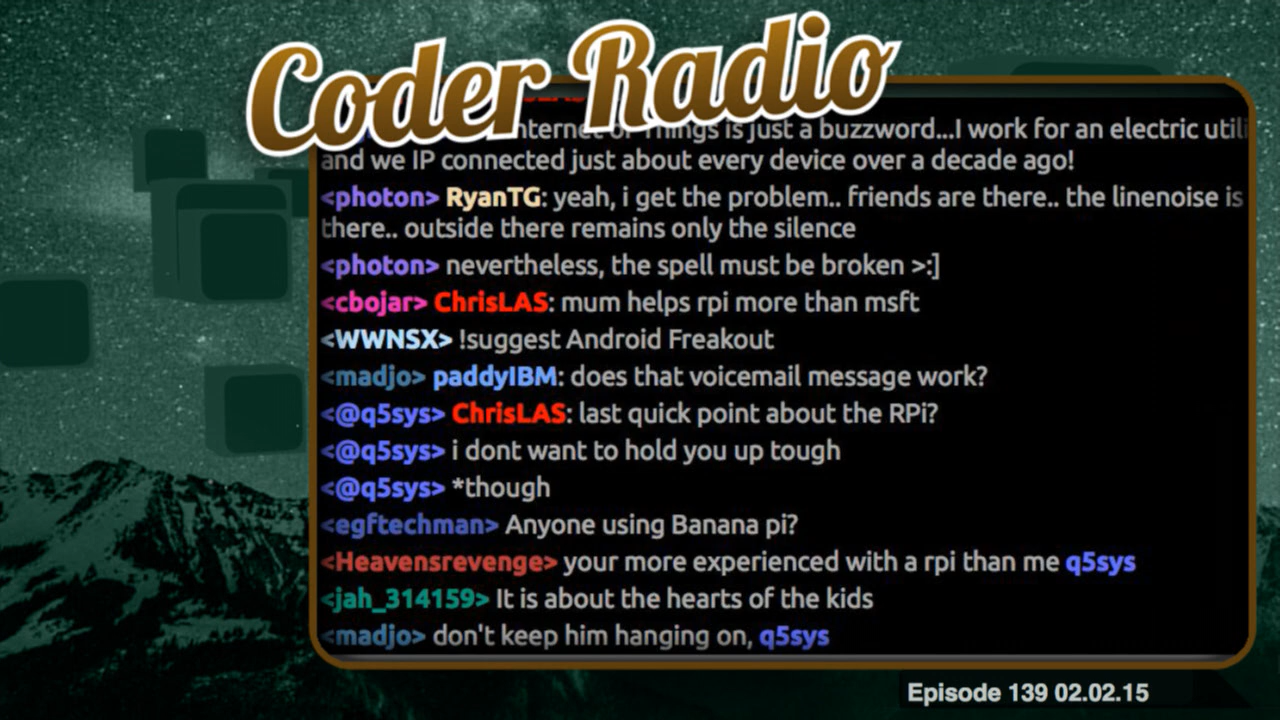 Coder Radio
Things is just a buzzword...I work for an electric
and we IP connected just about every device over a decade ago!
<photon> RyanTG: yeah, i get the problem.. friends are there.. the linenoise is
there.. outside there remains only the silence
<photon> nevertheless, the spell must be broken >:]
<cbojar> ChrisLAS: mum helps rpi more than msft
<WWNSX> !suggest Android Freakout
<madjo> paddyIBM: does that voicemail message work?
<@q5sys> ChrisLAS: last quick point about the RPi?
<@q5sys> i dont want to hold you up tough
<@q5sys> *though
<egftechman> Anyone using Banana pi?
<Heavensrevenge> your more experienced with a rpi than me q5sys
<jah_314159> It is about the hearts of the kids
<madjo> don't keep him hanging on, q5sys
Episode 139 02.02.15